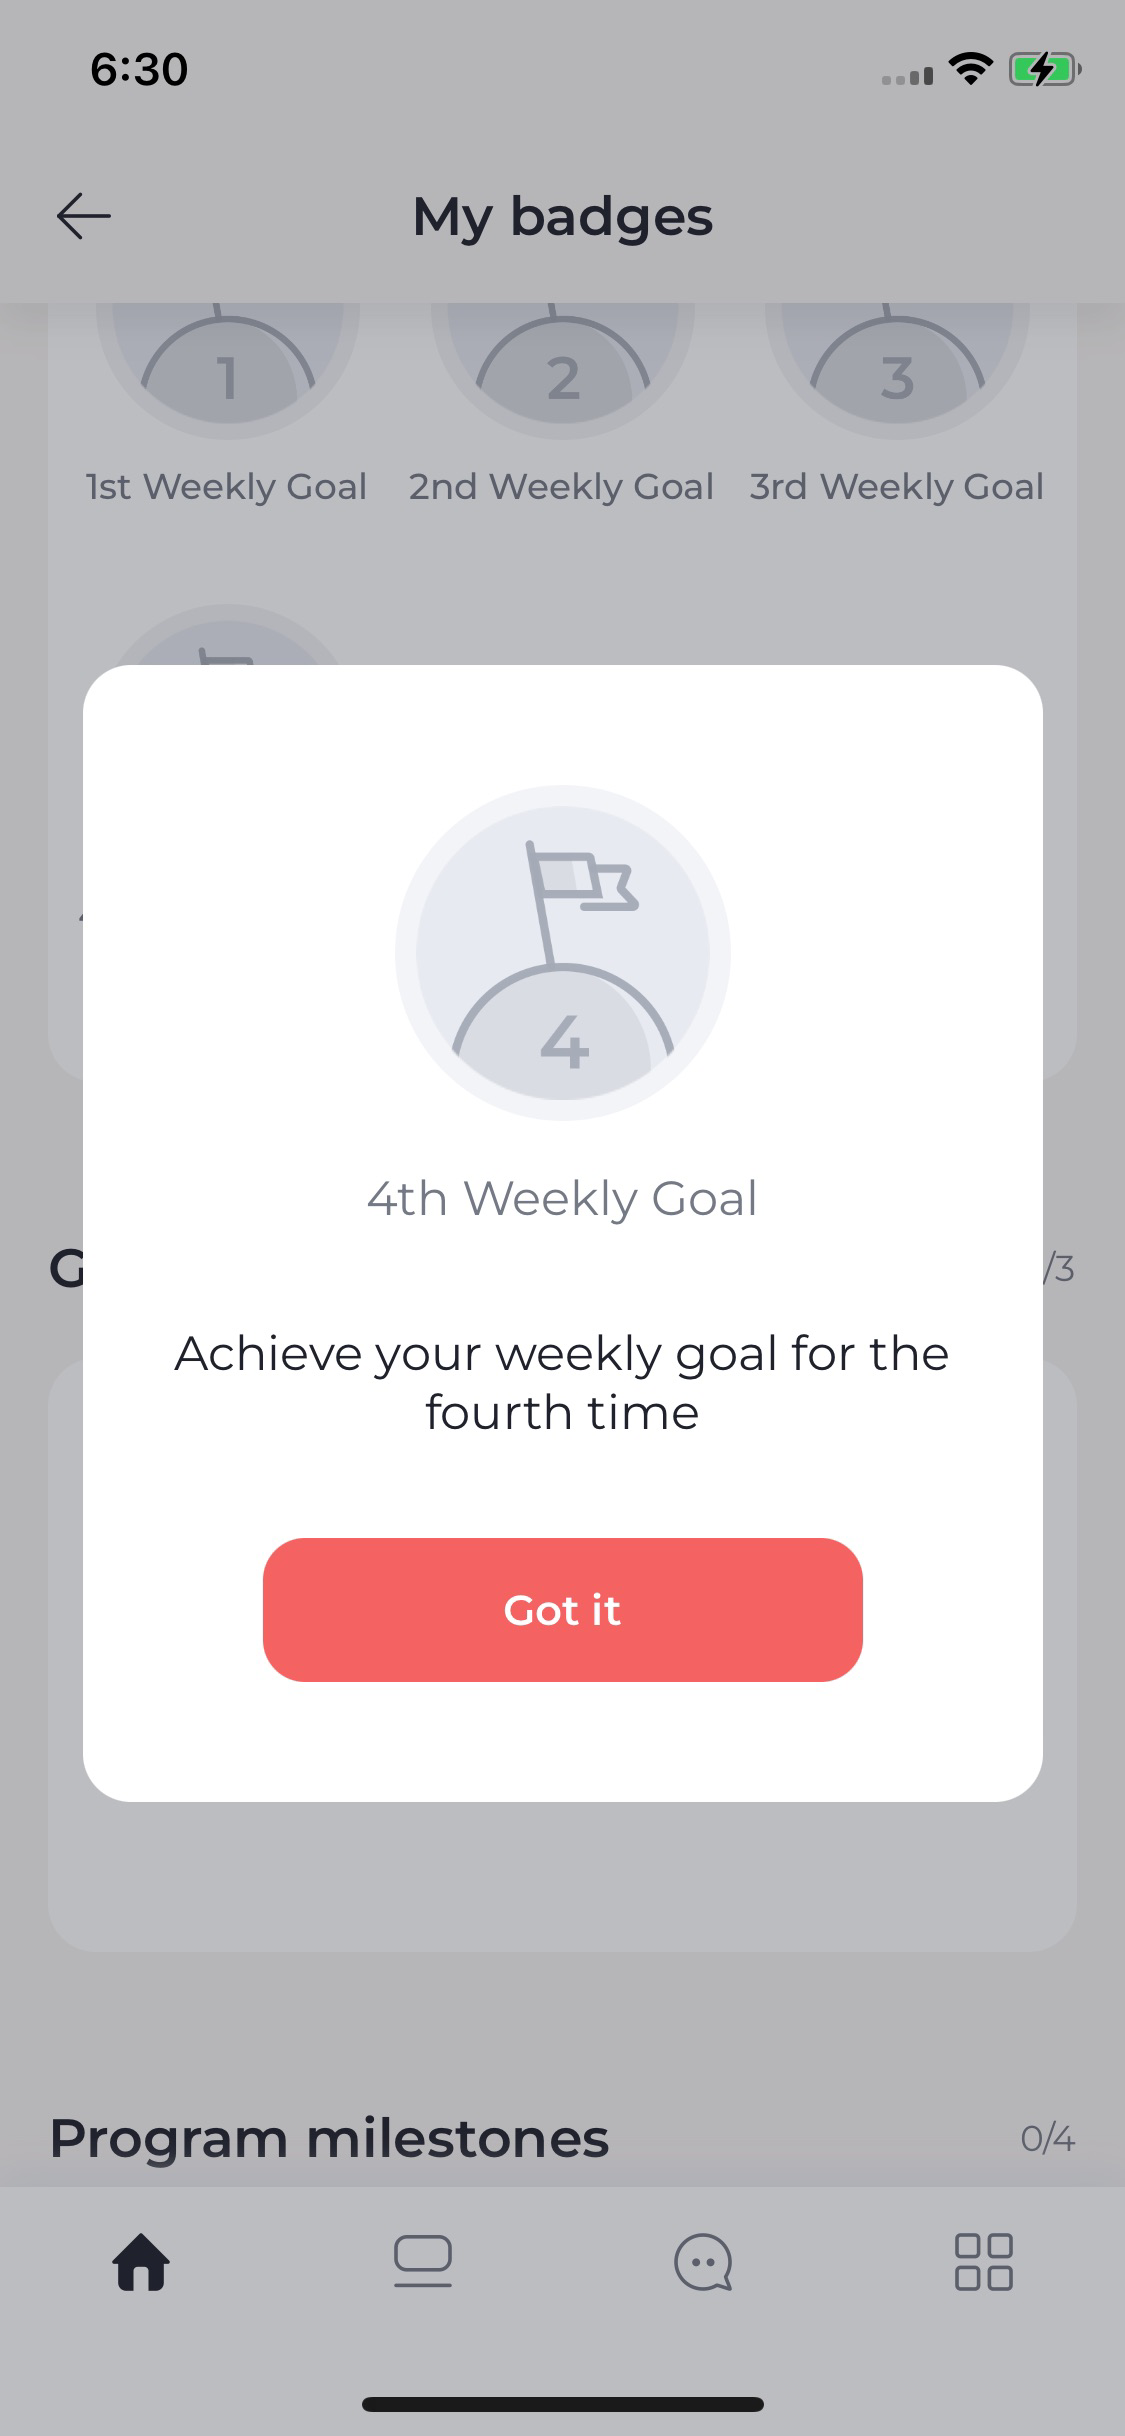 6:30
My badges
1
2
3
1st Weekly Goal
2nd Weekly Goal
3rd Weekly Goal
4
4th Weekly Goal
/3
Achieve your weekly goal for the
fourth time
Got it
Program milestones
0/4